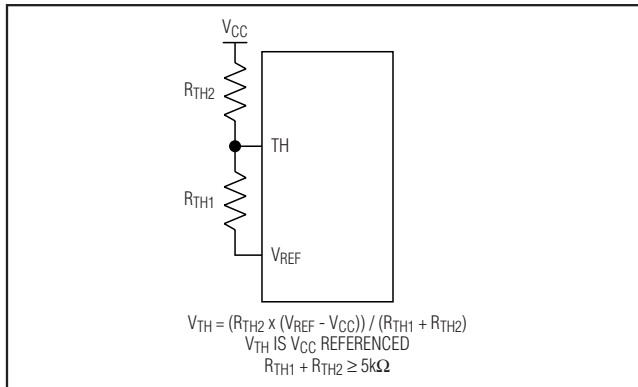 VCC
RTH2
TH
RTH1
VREF
VTH = (RTH2 x (VREF - VCC)) / (RTH1 + RTH2)
VTH IS VCC REFERENCED
RTH1 + RTH2 ≥ 5kΩ